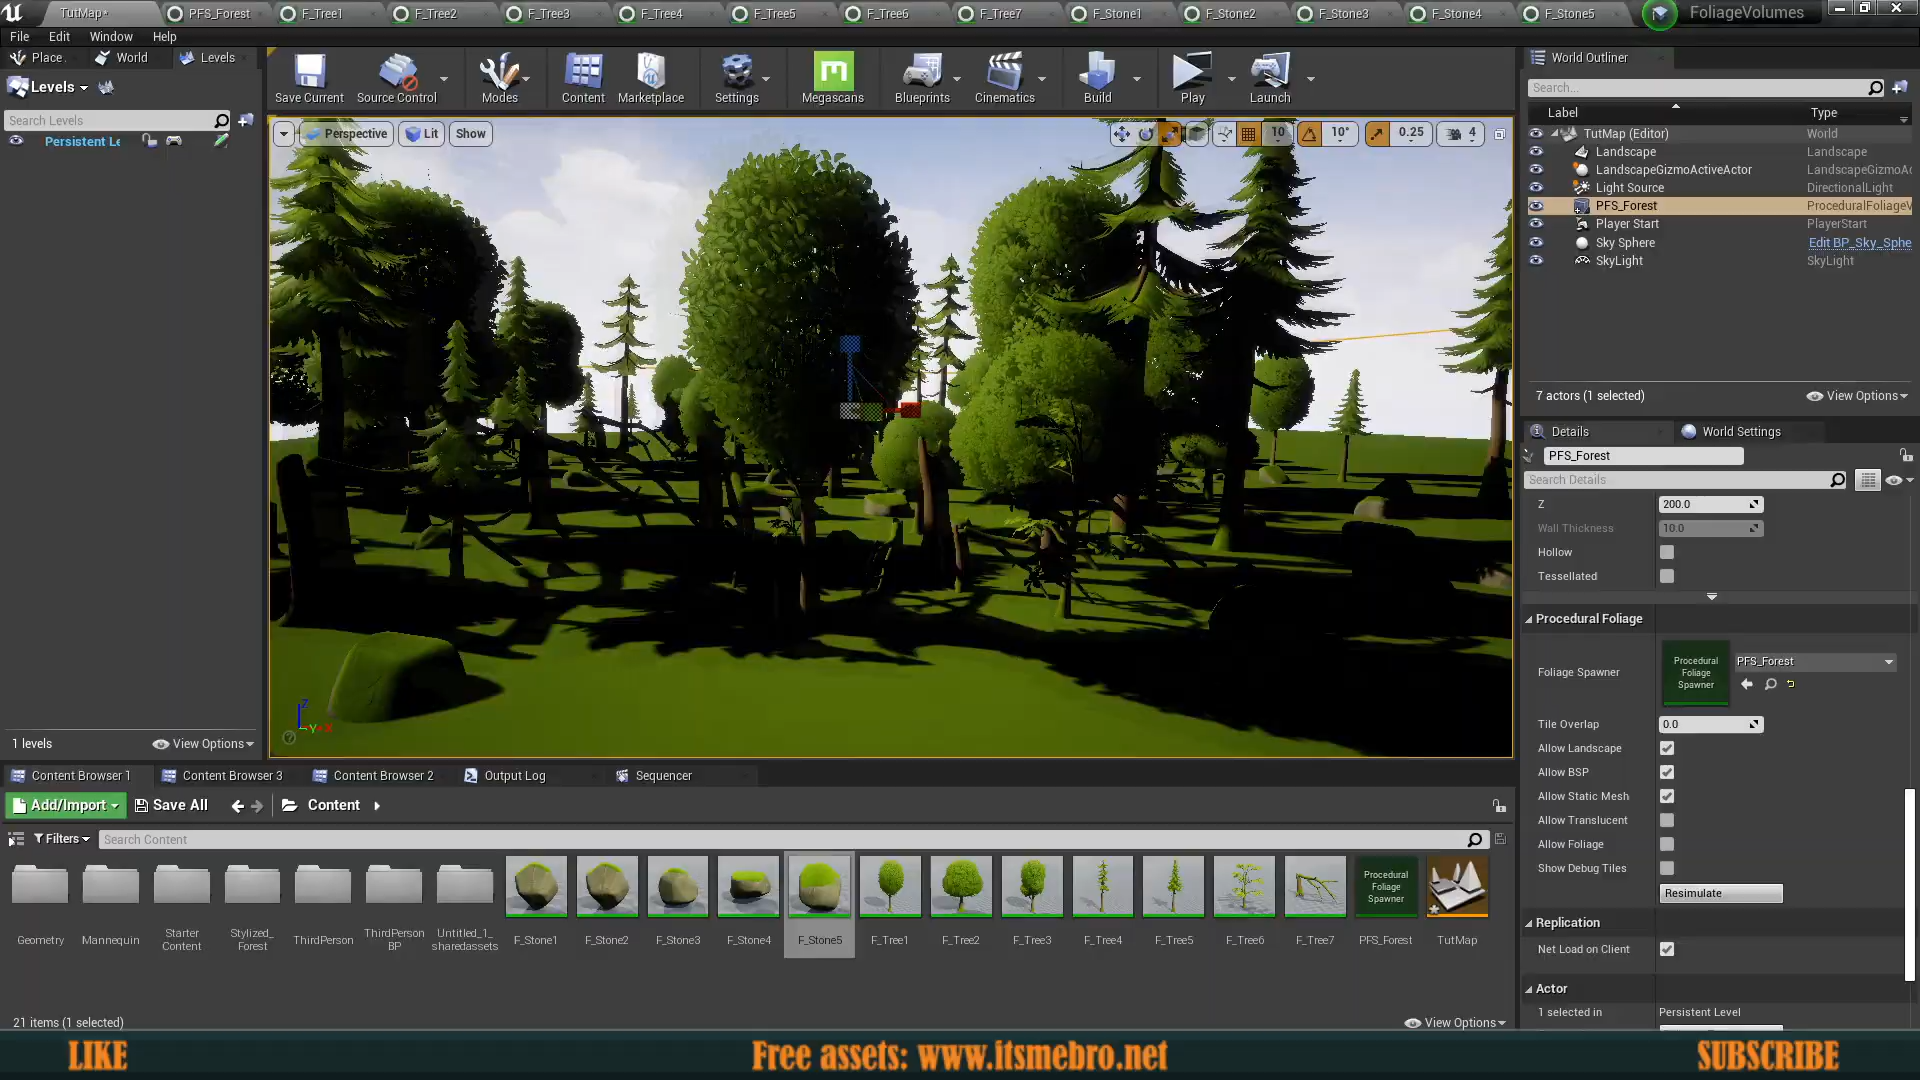 TutMap*
PFS_Forest
F_Tree1
F_Tree2
F_Tree3
F_Tree4
F_Tree5
F_Tree6
F_Tree7
F_Stone1
F_Stone2
F_Stone3
F_Stone4
F_Stone5
FoliageVolumes
File Edit Window Help
Place
World
Levels
Levels
Search Levels
Persistent Le
1 levels
View Options
Save Current
Source Control
Modes
Content
Marketplace
Settings
Megascans
Blueprints
Cinematics
Build
Play
Launch
Perspective
Lit
Show
10
10°
0.25
4
World Outliner
Search...
Label Type
TutMap (Editor) World
Landscape Landscape
LandscapeGizmoActiveActor LandscapeGizmoAc
Light Source DirectionalLight
PFS_Forest ProceduralFoliageV
Player Start PlayerStart
Sky Sphere Edit BP_Sky_Sphe
SkyLight SkyLight
7 actors (1 selected) View Options
Details
World Settings
PFS_Forest
Search Details
Z 200.0
Wall Thickness 10.0
Hollow
Tessellated
Procedural Foliage
Foliage Spawner
Procedural
Foliage
Spawner
PFS_Forest
Tile Overlap 0.0
Allow Landscape
Allow BSP
Allow Static Mesh
Allow Translucent
Allow Foliage
Show Debug Tiles
Resimulate
Replication
Net Load on Client
Actor
1 selected in Persistent Level
Content Browser 1
Content Browser 3
Content Browser 2
Output Log
Sequencer
Add/Import
Save All
Content
Filters
Search Content
Geometry
Mannequin
Starter
Content
Stylized_
Forest
ThirdPerson
ThirdPerson
BP
Untitled_1_
sharedassets
F_Stone1
F_Stone2
F_Stone3
F_Stone4
F_Stone5
F_Tree1
F_Tree2
F_Tree3
F_Tree4
F_Tree5
F_Tree6
F_Tree7
Procedural
Foliage
Spawner
PFS_Forest
TutMap
21 items (1 selected)
View Options
Z
Y
X
LIKE
Free assets: www.itsmebro.net
SUBSCRIBE